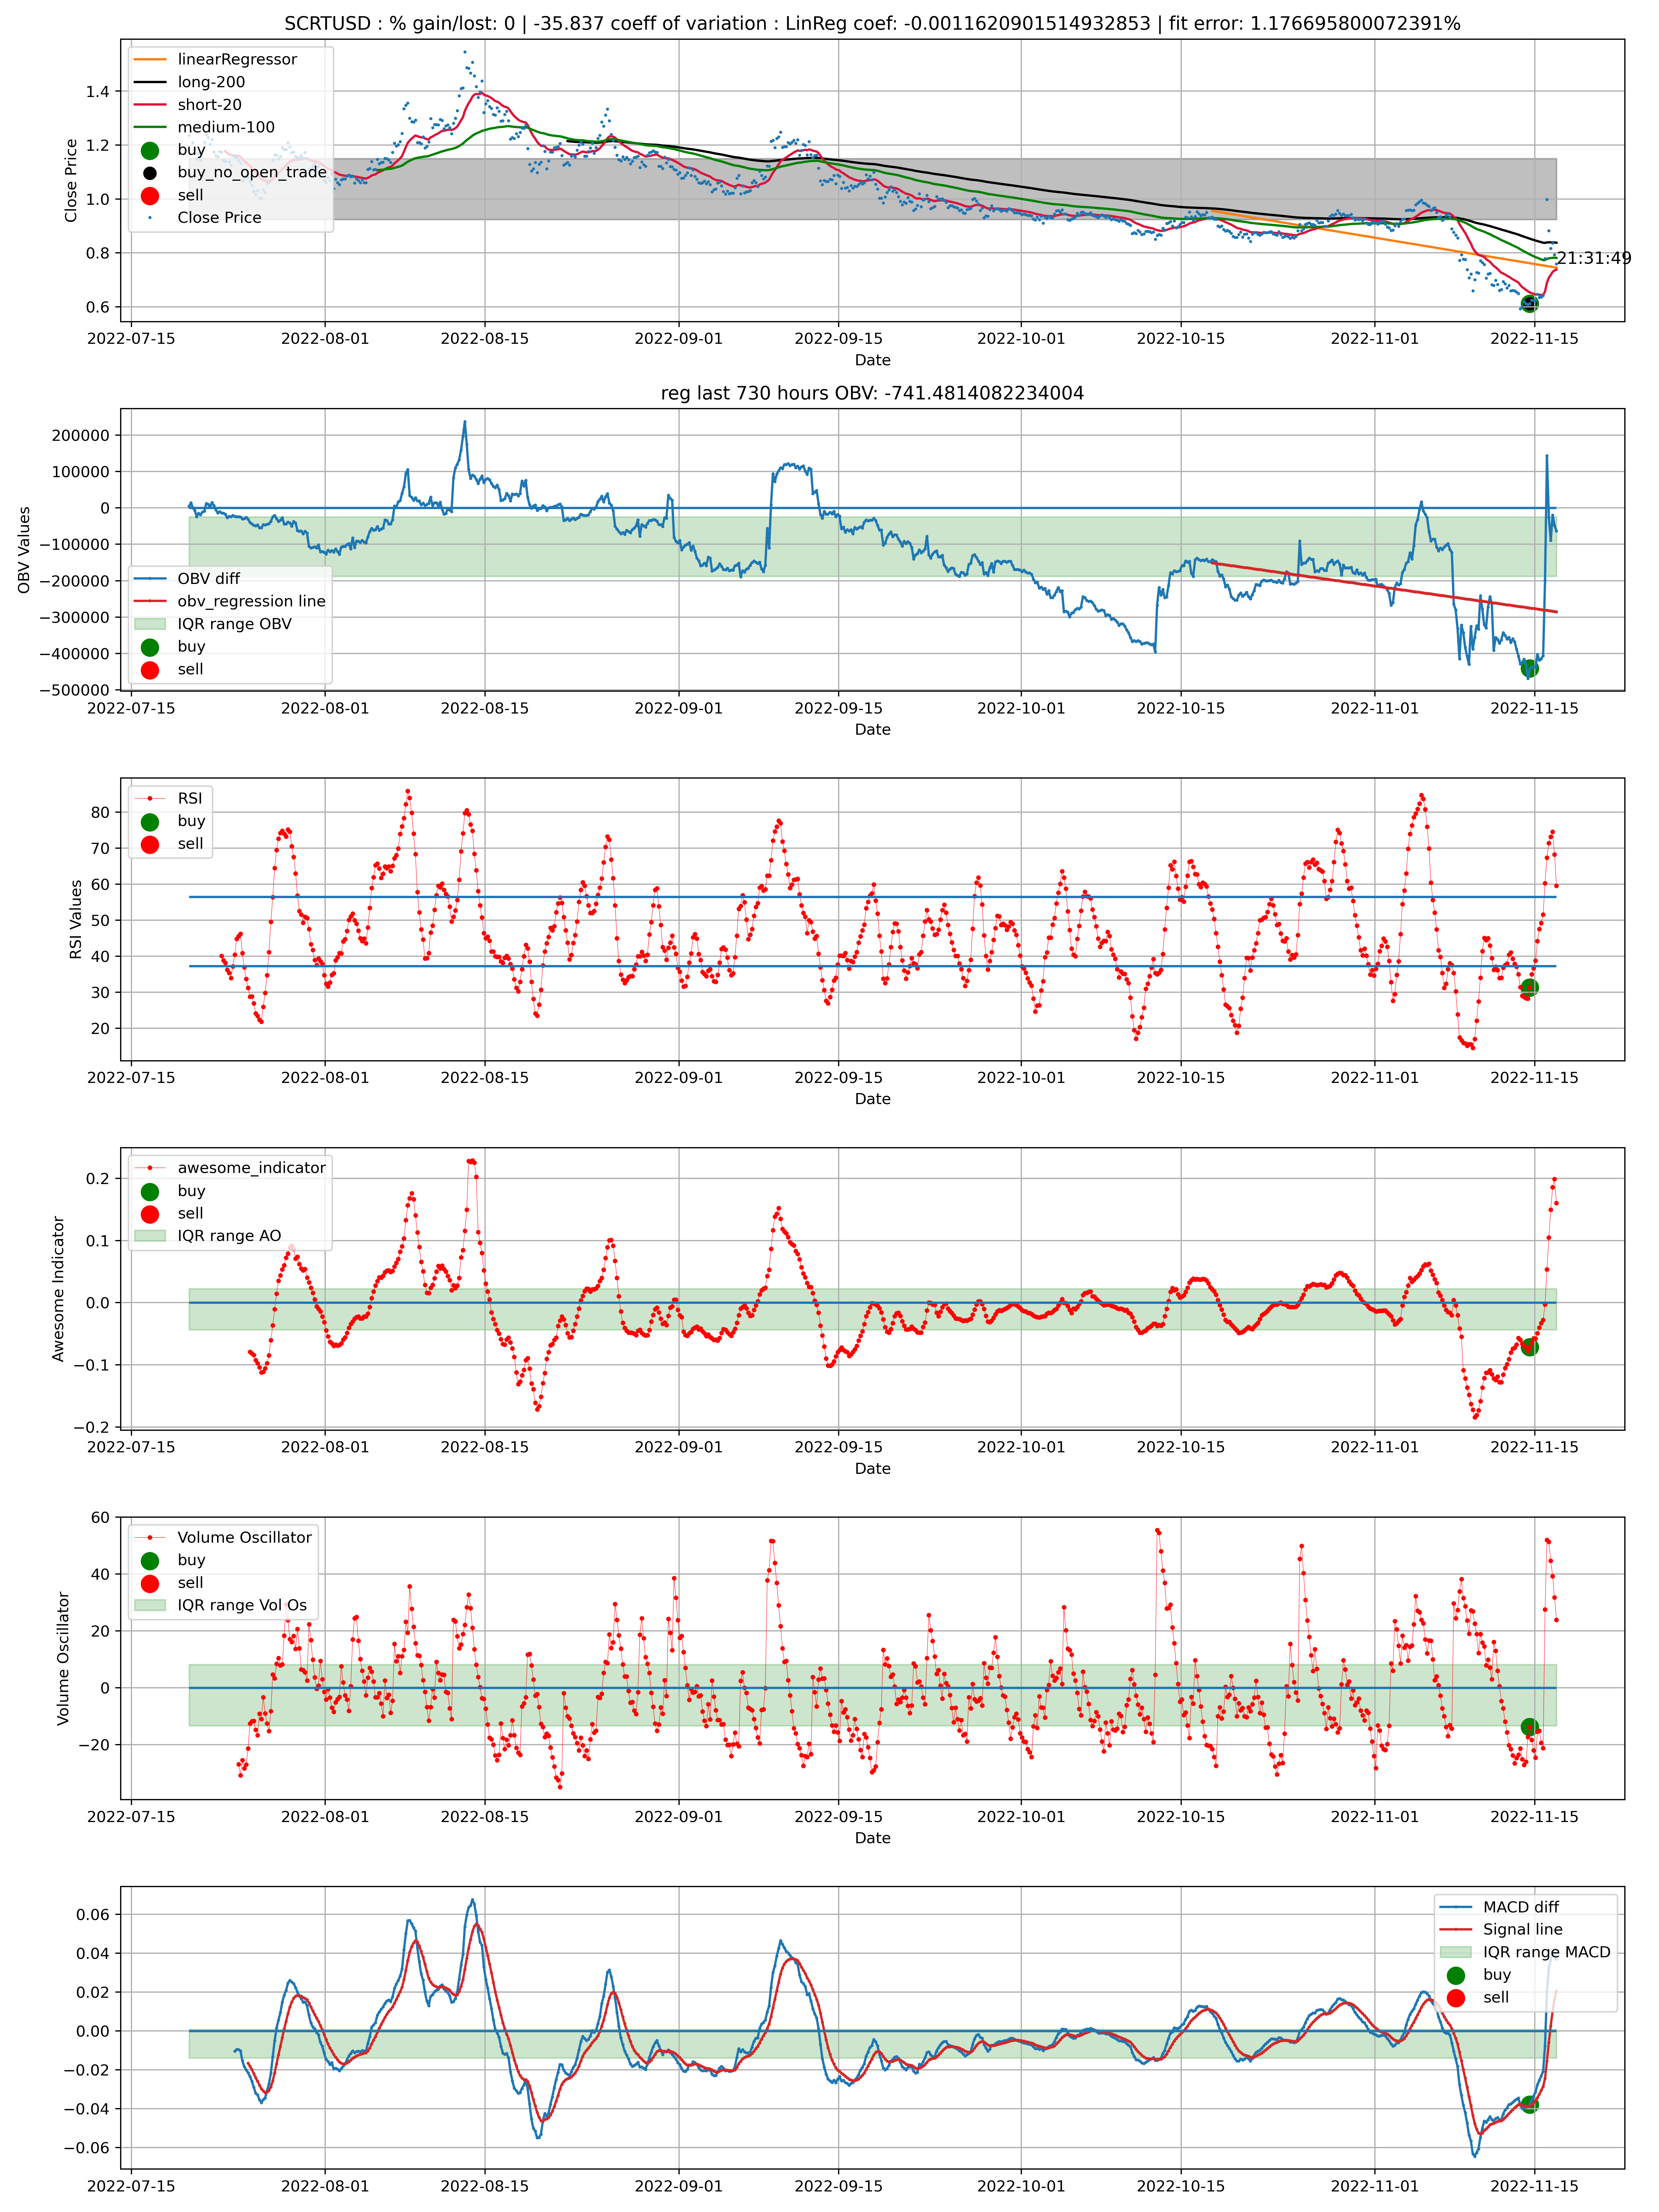 SCRTUSD : % gain/lost: 0 | -35.837 coeff of variation : LinReg coef: -0.0011620901514932853 | fit error: 1.176695800072391%
linearRegressor
long-200
short-20
medium-100
buy
buy_no_open_trade
sell
Close Price
1.4
1.2
1.0
0.8
0.6
Close Price
21:31:49
2022-07-15 2022-08-01 2022-08-15 2022-09-01 2022-09-15 2022-10-01 2022-10-15 2022-11-01 2022-11-15
Date
reg last 730 hours OBV: -741.4814082234004
200000
100000
0
−100000
−200000
−300000
−400000
−500000
OBV Values
OBV diff
obv_regression line
IQR range OBV
buy
sell
2022-07-15 2022-08-01 2022-08-15 2022-09-01 2022-09-15 2022-10-01 2022-10-15 2022-11-01 2022-11-15
Date
RSI
buy
sell
80
70
60
50
40
30
20
RSI Values
2022-07-15 2022-08-01 2022-08-15 2022-09-01 2022-09-15 2022-10-01 2022-10-15 2022-11-01 2022-11-15
Date
awesome_indicator
buy
sell
IQR range AO
0.2
0.1
0.0
−0.1
−0.2
Awesome Indicator
2022-07-15 2022-08-01 2022-08-15 2022-09-01 2022-09-15 2022-10-01 2022-10-15 2022-11-01 2022-11-15
Date
Volume Oscillator
buy
sell
IQR range Vol Os
60
40
20
0
−20
Volume Oscillator
2022-07-15 2022-08-01 2022-08-15 2022-09-01 2022-09-15 2022-10-01 2022-10-15 2022-11-01 2022-11-15
Date
MACD diff
Signal line
IQR range MACD
buy
sell
0.06
0.04
0.02
0.00
−0.02
−0.04
−0.06
2022-07-15 2022-08-01 2022-08-15 2022-09-01 2022-09-15 2022-10-01 2022-10-15 2022-11-01 2022-11-15